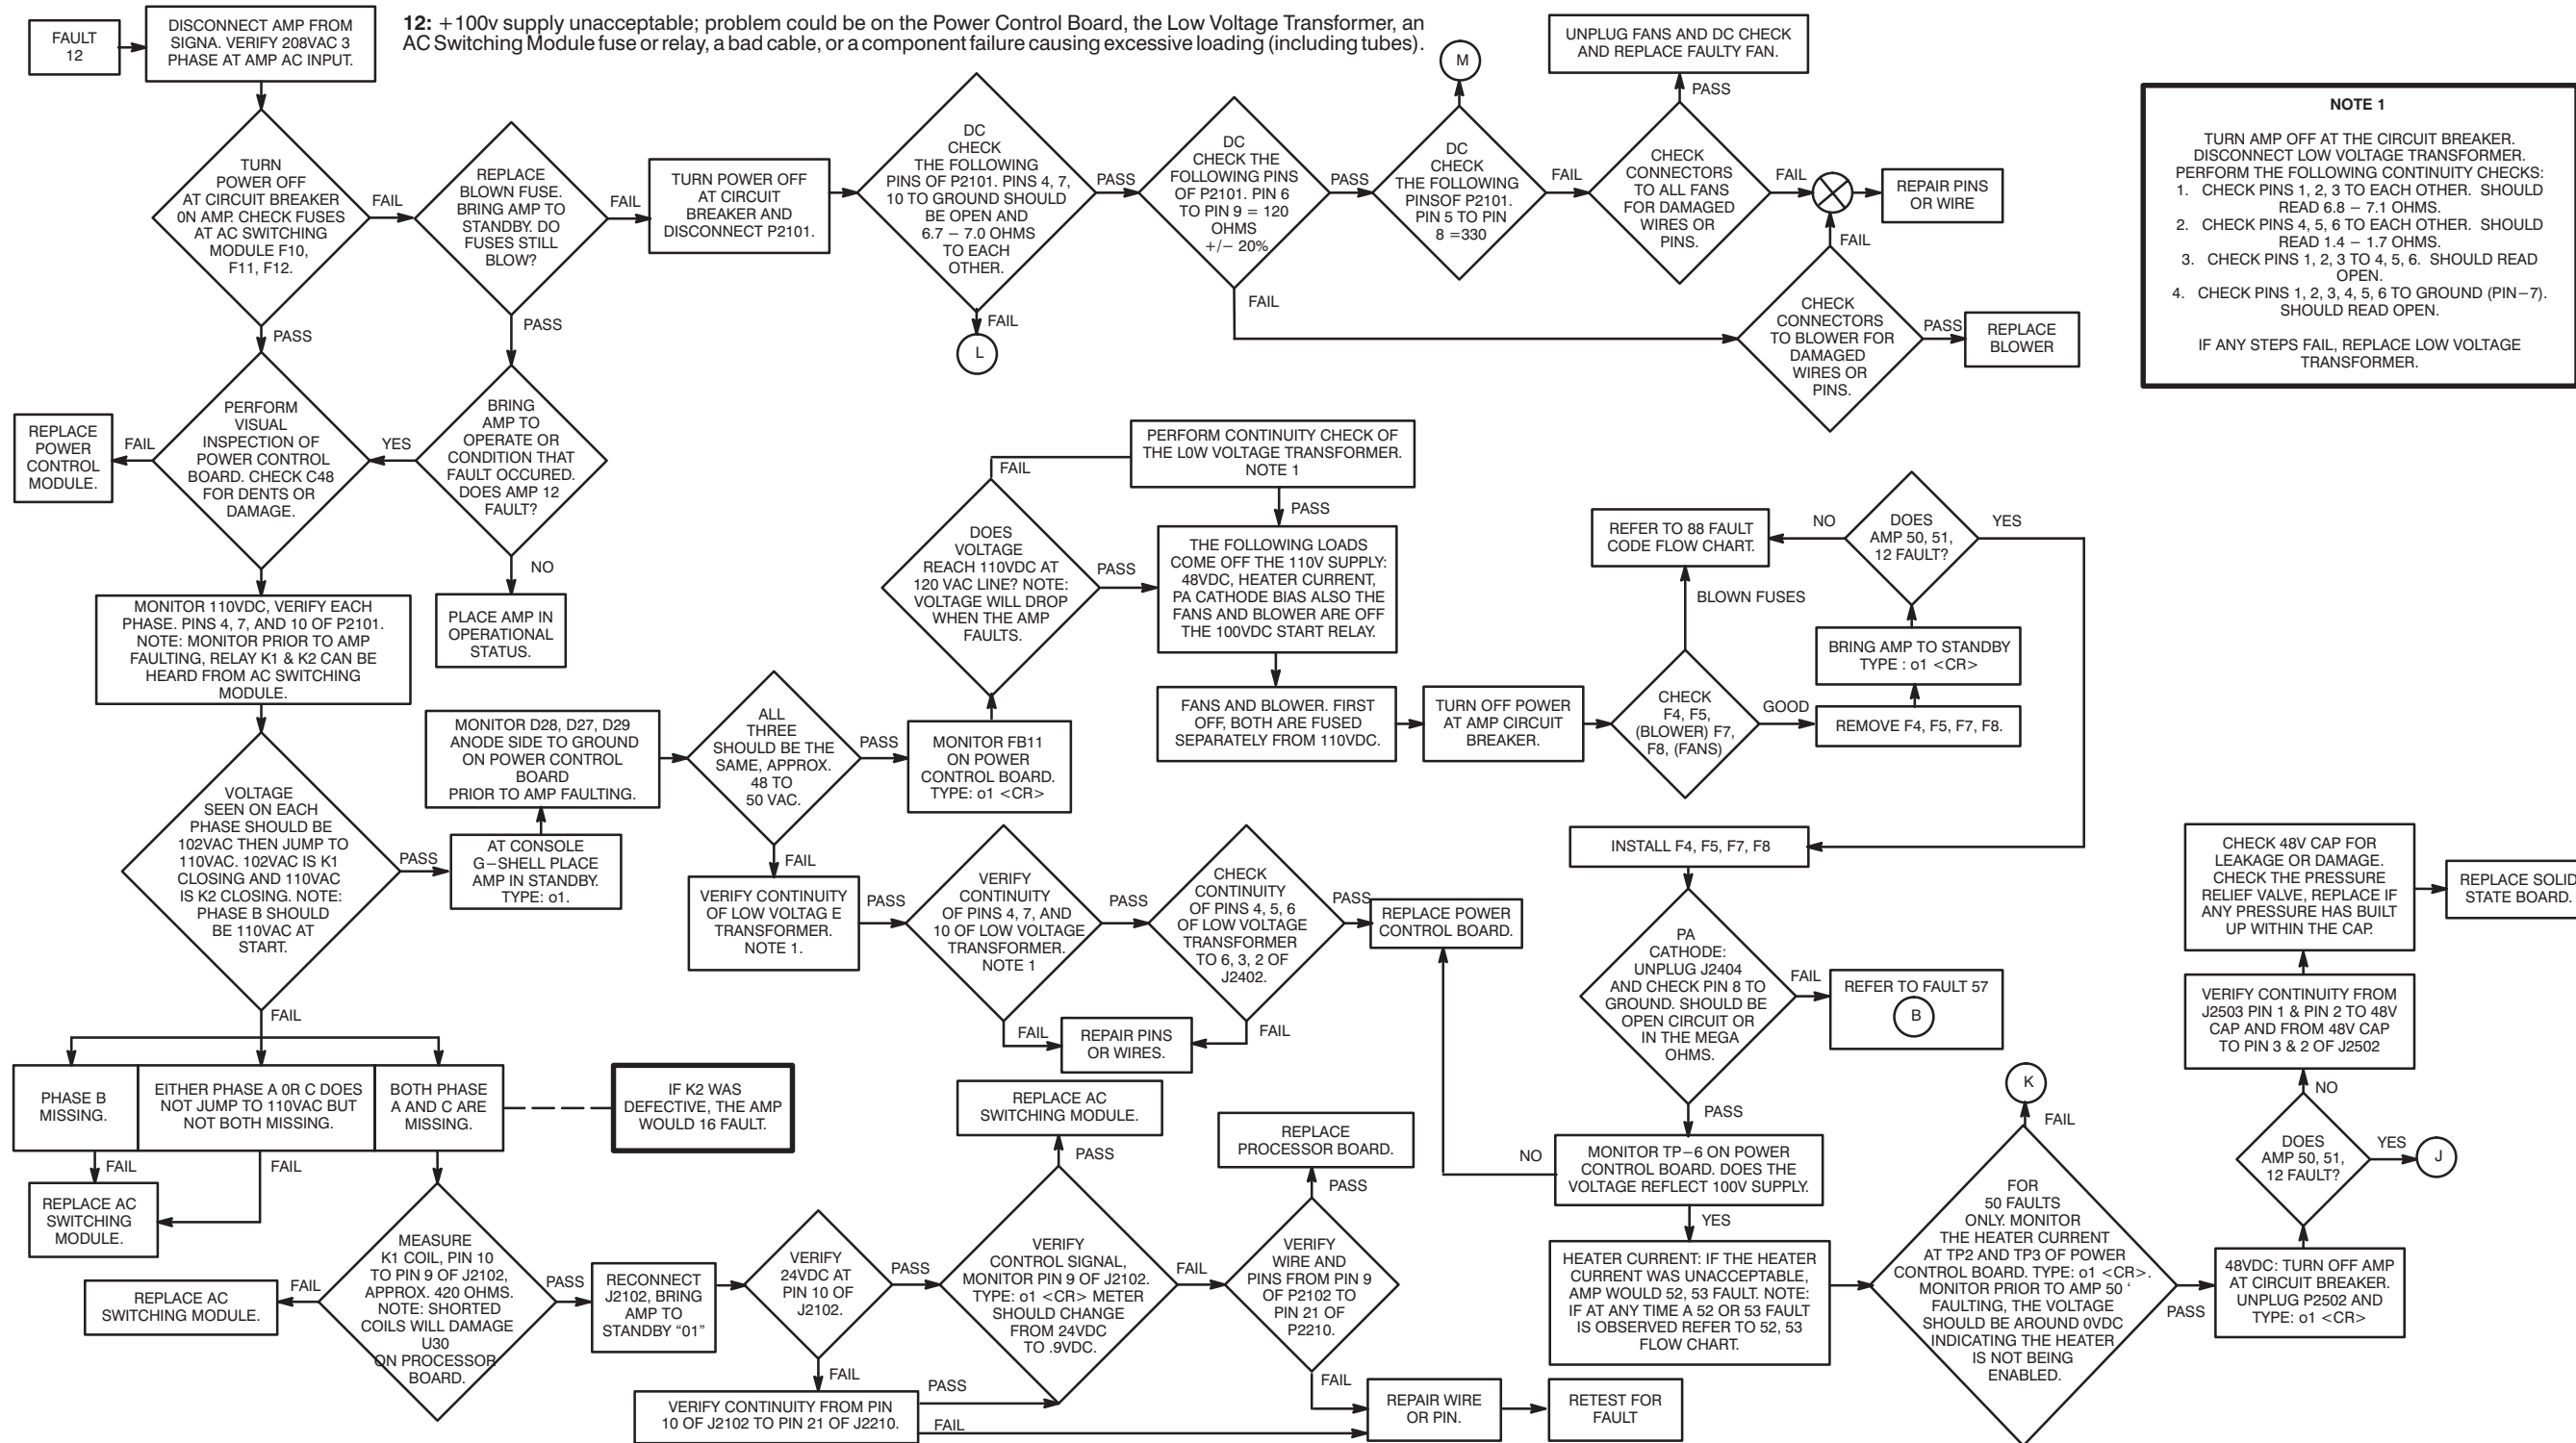 12: +100v supply unacceptable; problem could be on the Power Control Board, the Low Voltage Transformer, an
AC Switching Module fuse or relay, a bad cable, or a component failure causing excessive loading (including tubes).
FAULT
12
DISCONNECT AMP FROM
SIGNA. VERIFY 208VAC 3
PHASE AT AMP AC INPUT.
TURN
POWER OFF
AT CIRCUIT BREAKER
0N AMP. CHECK FUSES
AT AC SWITCHING
MODULE F10,
F11, F12.
FAIL
PASS
REPLACE
BLOWN FUSE.
BRING AMP TO
STANDBY. DO
FUSES STILL
BLOW?
FAIL
PASS
TURN POWER OFF
AT CIRCUIT
BREAKER AND
DISCONNECT P2101.
DC
CHECK
THE FOLLOWING
PINS OF P2101. PINS 4, 7,
10 TO GROUND SHOULD
BE OPEN AND
6.7 – 7.0 OHMS
TO EACH
OTHER.
PASS
FAIL
L
DC
CHECK THE
FOLLOWING PINS
OF P2101. PIN 6
TO PIN 9 = 120
OHMS
+/– 20%
PASS
FAIL
M
DC
CHECK
THE FOLLOWING
PINSOF P2101.
PIN 5 TO PIN
8 =330
FAIL
UNPLUG FANS AND DC CHECK
AND REPLACE FAULTY FAN.
PASS
CHECK
CONNECTORS
TO ALL FANS
FOR DAMAGED
WIRES OR
PINS.
FAIL
REPAIR PINS
OR WIRE
FAIL
CHECK
CONNECTORS
TO BLOWER FOR
DAMAGED
WIRES OR
PINS.
PASS
REPLACE
BLOWER
NOTE 1
TURN AMP OFF AT THE CIRCUIT BREAKER.
DISCONNECT LOW VOLTAGE TRANSFORMER.
PERFORM THE FOLLOWING CONTINUITY CHECKS:
1. CHECK PINS 1, 2, 3 TO EACH OTHER. SHOULD
READ 6.8 – 7.1 OHMS.
2. CHECK PINS 4, 5, 6 TO EACH OTHER. SHOULD
READ 1.4 – 1.7 OHMS.
3. CHECK PINS 1, 2, 3 TO 4, 5, 6. SHOULD READ
OPEN.
4. CHECK PINS 1, 2, 3, 4, 5, 6 TO GROUND (PIN–7).
SHOULD READ OPEN.
IF ANY STEPS FAIL, REPLACE LOW VOLTAGE
TRANSFORMER.
REPLACE
POWER
CONTROL
MODULE.
FAIL
PERFORM
VISUAL
INSPECTION OF
POWER CONTROL
BOARD. CHECK C48
FOR DENTS OR
DAMAGE.
YES
BRING
AMP TO
OPERATE OR
CONDITION THAT
FAULT OCCURED.
DOES AMP 12
FAULT?
NO
PLACE AMP IN
OPERATIONAL
STATUS.
MONITOR 110VDC, VERIFY EACH
PHASE. PINS 4, 7, AND 10 OF P2101.
NOTE: MONITOR PRIOR TO AMP
FAULTING, RELAY K1 & K2 CAN BE
HEARD FROM AC SWITCHING
MODULE.
VOLTAGE
SEEN ON EACH
PHASE SHOULD BE
102VAC THEN JUMP TO
110VAC. 102VAC IS K1
CLOSING AND 110VAC
IS K2 CLOSING. NOTE:
PHASE B SHOULD
BE 110VAC AT
START.
PASS
FAIL
AT CONSOLE
G–SHELL PLACE
AMP IN STANDBY.
TYPE: o1.
MONITOR D28, D27, D29
ANODE SIDE TO GROUND
ON POWER CONTROL
BOARD
PRIOR TO AMP FAULTING.
ALL
THREE
SHOULD BE THE
SAME, APPROX.
48 TO
50 VAC.
PASS
FAIL
MONITOR FB11
ON POWER
CONTROL BOARD.
TYPE: o1 <CR>
DOES
VOLTAGE
REACH 110VDC AT
120 VAC LINE? NOTE:
VOLTAGE WILL DROP
WHEN THE AMP
FAULTS.
FAIL
PASS
PERFORM CONTINUITY CHECK OF
THE L0W VOLTAGE TRANSFORMER.
NOTE 1
PASS
THE FOLLOWING LOADS
COME OFF THE 110V SUPPLY:
48VDC, HEATER CURRENT,
PA CATHODE BIAS ALSO THE
FANS AND BLOWER ARE OFF
THE 100VDC START RELAY.
FANS AND BLOWER. FIRST
OFF, BOTH ARE FUSED
SEPARATELY FROM 110VDC.
TURN OFF POWER
AT AMP CIRCUIT
BREAKER.
CHECK
F4, F5,
(BLOWER) F7,
F8, (FANS)
BLOWN FUSES
GOOD
REFER TO 88 FAULT
CODE FLOW CHART.
REMOVE F4, F5, F7, F8.
BRING AMP TO STANDBY
TYPE : o1 <CR>
DOES
AMP 50, 51,
12 FAULT?
NO
YES
INSTALL F4, F5, F7, F8
VERIFY CONTINUITY
OF LOW VOLTAG E
TRANSFORMER.
NOTE 1.
PASS
VERIFY
CONTINUITY
OF PINS 4, 7, AND
10 OF LOW VOLTAGE
TRANSFORMER.
NOTE 1
PASS
FAIL
CHECK
CONTINUITY
OF PINS 4, 5, 6
OF LOW VOLTAGE
TRANSFORMER
TO 6, 3, 2 OF
J2402.
PASS
FAIL
REPAIR PINS
OR WIRES.
REPLACE POWER
CONTROL BOARD.
PA
CATHODE:
UNPLUG J2404
AND CHECK PIN 8 TO
GROUND. SHOULD BE
OPEN CIRCUIT OR
IN THE MEGA
OHMS.
FAIL
PASS
REFER TO FAULT 57
B
MONITOR TP–6 ON POWER
CONTROL BOARD. DOES THE
VOLTAGE REFLECT 100V SUPPLY.
NO
YES
HEATER CURRENT: IF THE HEATER
CURRENT WAS UNACCEPTABLE,
AMP WOULD 52, 53 FAULT. NOTE:
IF AT ANY TIME A 52 OR 53 FAULT
IS OBSERVED REFER TO 52, 53
FLOW CHART.
K
FAIL
FOR
50 FAULTS
ONLY. MONITOR
THE HEATER CURRENT
AT TP2 AND TP3 OF POWER
CONTROL BOARD. TYPE: o1 <CR>.
MONITOR PRIOR TO AMP 50 ‘
FAULTING, THE VOLTAGE
SHOULD BE AROUND 0VDC
INDICATING THE HEATER
IS NOT BEING
ENABLED.
PASS
48VDC: TURN OFF AMP
AT CIRCUIT BREAKER.
UNPLUG P2502 AND
TYPE: o1 <CR>
DOES
AMP 50, 51,
12 FAULT?
YES
J
NO
VERIFY CONTINUITY FROM
J2503 PIN 1 & PIN 2 TO 48V
CAP AND FROM 48V CAP
TO PIN 3 & 2 OF J2502
CHECK 48V CAP FOR
LEAKAGE OR DAMAGE.
CHECK THE PRESSURE
RELIEF VALVE, REPLACE IF
ANY PRESSURE HAS BUILT
UP WITHIN THE CAP.
REPLACE SOLID
STATE BOARD.
PHASE B
MISSING.
EITHER PHASE A 0R C DOES
NOT JUMP TO 110VAC BUT
NOT BOTH MISSING.
BOTH PHASE
A AND C ARE
MISSING.
IF K2 WAS
DEFECTIVE, THE AMP
WOULD 16 FAULT.
FAIL
FAIL
REPLACE AC
SWITCHING
MODULE.
MEASURE
K1 COIL, PIN 10
TO PIN 9 OF J2102,
APPROX. 420 OHMS.
NOTE: SHORTED
COILS WILL DAMAGE
U30
ON PROCESSOR
BOARD.
FAIL
REPLACE AC
SWITCHING MODULE.
PASS
RECONNECT
J2102, BRING
AMP TO
STANDBY “01”
VERIFY
24VDC AT
PIN 10 OF
J2102.
PASS
FAIL
VERIFY CONTINUITY FROM PIN
10 OF J2102 TO PIN 21 OF J2210.
PASS
FAIL
REPLACE AC
SWITCHING MODULE.
PASS
VERIFY
CONTROL SIGNAL,
MONITOR PIN 9 OF J2102.
TYPE: o1 <CR> METER
SHOULD CHANGE
FROM 24VDC
TO .9VDC.
FAIL
REPLACE
PROCESSOR BOARD.
PASS
VERIFY
WIRE AND
PINS FROM PIN 9
OF P2102 TO
PIN 21 OF
P2210.
FAIL
REPAIR WIRE
OR PIN.
RETEST FOR
FAULT